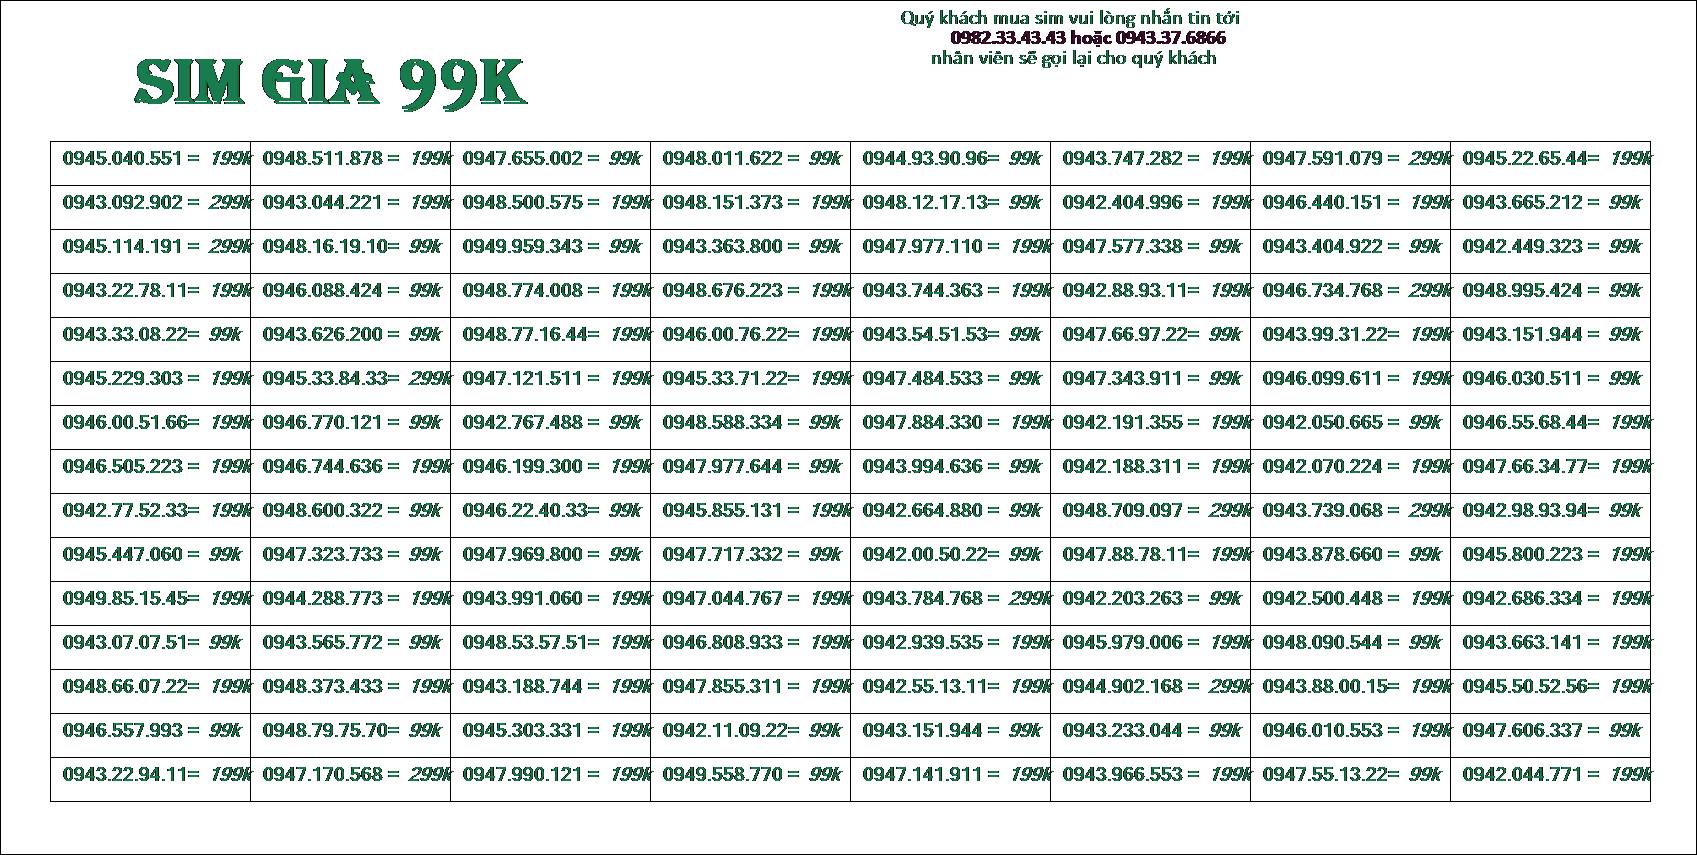 Quý khách mua sim vui lòng nhắn tin tới
0982.33.43.43 hoặc 0943.37.6866
nhân viên sẽ gọi lại cho quý khách
SIM GIA 99K
0945.040.551 = 199k 0948.511.878 = 199k 0947.655.002 = 99k 0948.011.622 = 99k 0944.93.90.96= 99k 0943.747.282 = 199k 0947.591.079 = 299k 0945.22.65.44= 199k
0943.092.902 = 299k 0943.044.221 = 199k 0948.500.575 = 199k 0948.151.373 = 199k 0948.12.17.13= 99k 0942.404.996 = 199k 0946.440.151 = 199k 0943.665.212 = 99k
0945.114.191 = 299k 0948.16.19.10= 99k 0949.959.343 = 99k 0943.363.800 = 99k 0947.977.110 = 199k 0947.577.338 = 99k 0943.404.922 = 99k 0942.449.323 = 99k
0943.22.78.11= 199k 0946.088.424 = 99k 0948.774.008 = 199k 0948.676.223 = 199k 0943.744.363 = 199k 0942.88.93.11= 199k 0946.734.768 = 299k 0948.995.424 = 99k
0943.33.08.22= 99k 0943.626.200 = 99k 0948.77.16.44= 199k 0946.00.76.22= 199k 0943.54.51.53= 99k 0947.66.97.22= 99k 0943.99.31.22= 199k 0943.151.944 = 99k
0945.229.303 = 199k 0945.33.84.33= 299k 0947.121.511 = 199k 0945.33.71.22= 199k 0947.484.533 = 99k 0947.343.911 = 99k 0946.099.611 = 199k 0946.030.511 = 99k
0946.00.51.66= 199k 0946.770.121 = 99k 0942.767.488 = 99k 0948.588.334 = 99k 0947.884.330 = 199k 0942.191.355 = 199k 0942.050.665 = 99k 0946.55.68.44= 199k
0946.505.223 = 199k 0946.744.636 = 199k 0946.199.300 = 199k 0947.977.644 = 99k 0943.994.636 = 99k 0942.188.311 = 199k 0942.070.224 = 199k 0947.66.34.77= 199k
0942.77.52.33= 199k 0948.600.322 = 99k 0946.22.40.33= 99k 0945.855.131 = 199k 0942.664.880 = 99k 0948.709.097 = 299k 0943.739.068 = 299k 0942.98.93.94= 99k
0945.447.060 = 99k 0947.323.733 = 99k 0947.969.800 = 99k 0947.717.332 = 99k 0942.00.50.22= 99k 0947.88.78.11= 199k 0943.878.660 = 99k 0945.800.223 = 199k
0949.85.15.45= 199k 0944.288.773 = 199k 0943.991.060 = 199k 0947.044.767 = 199k 0943.784.768 = 299k 0942.203.263 = 99k 0942.500.448 = 199k 0942.686.334 = 199k
0943.07.07.51= 99k 0943.565.772 = 99k 0948.53.57.51= 199k 0946.808.933 = 199k 0942.939.535 = 199k 0945.979.006 = 199k 0948.090.544 = 99k 0943.663.141 = 199k
0948.66.07.22= 199k 0948.373.433 = 199k 0943.188.744 = 199k 0947.855.311 = 199k 0942.55.13.11= 199k 0944.902.168 = 299k 0943.88.00.15= 199k 0945.50.52.56= 199k
0946.557.993 = 99k 0948.79.75.70= 99k 0945.303.331 = 199k 0942.11.09.22= 99k 0943.151.944 = 99k 0943.233.044 = 99k 0946.010.553 = 199k 0947.606.337 = 99k
0943.22.94.11= 199k 0947.170.568 = 299k 0947.990.121 = 199k 0949.558.770 = 99k 0947.141.911 = 199k 0943.966.553 = 199k 0947.55.13.22= 99k 0942.044.771 = 199k